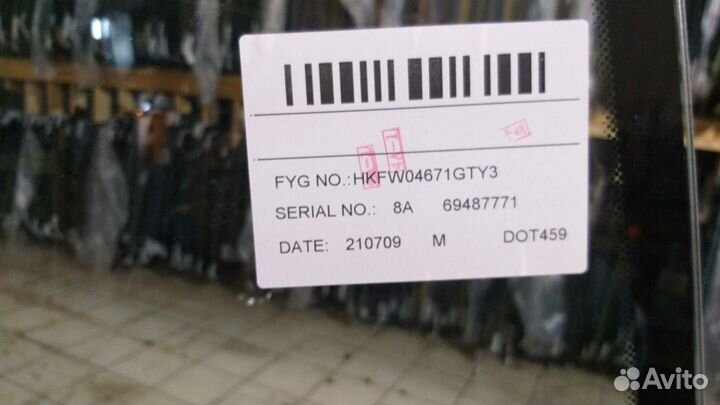 FYG NO.:HKFW04671GTY3
SERIAL NO.: 8A 69487771
DATE: 210709 M DOT459
Avito